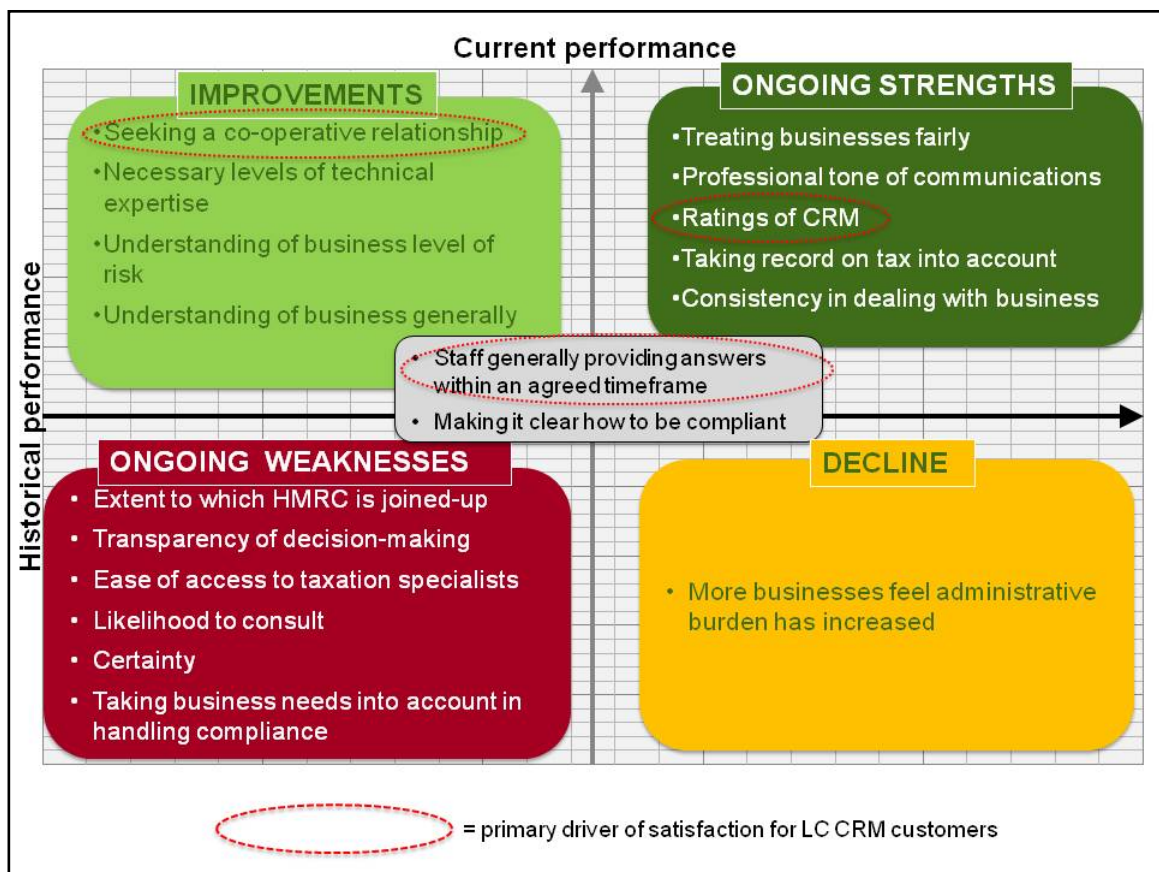 Current performance
Historical performance
IMPROVEMENTS
•Seeking a co-operative relationship
•Necessary levels of technical
expertise
•Understanding of business level of
risk
•Understanding of business generally
ONGOING STRENGTHS
•Treating businesses fairly
•Professional tone of communications
•Ratings of CRM
•Taking record on tax into account
•Consistency in dealing with business
• Staff generally providing answers
within an agreed timeframe
• Making it clear how to be compliant
ONGOING WEAKNESSES
• Extent to which HMRC is joined-up
• Transparency of decision-making
• Ease of access to taxation specialists
• Likelihood to consult
• Certainty
• Taking business needs into account in
handling compliance
DECLINE
• More businesses feel administrative
burden has increased
= primary driver of satisfaction for LC CRM customers